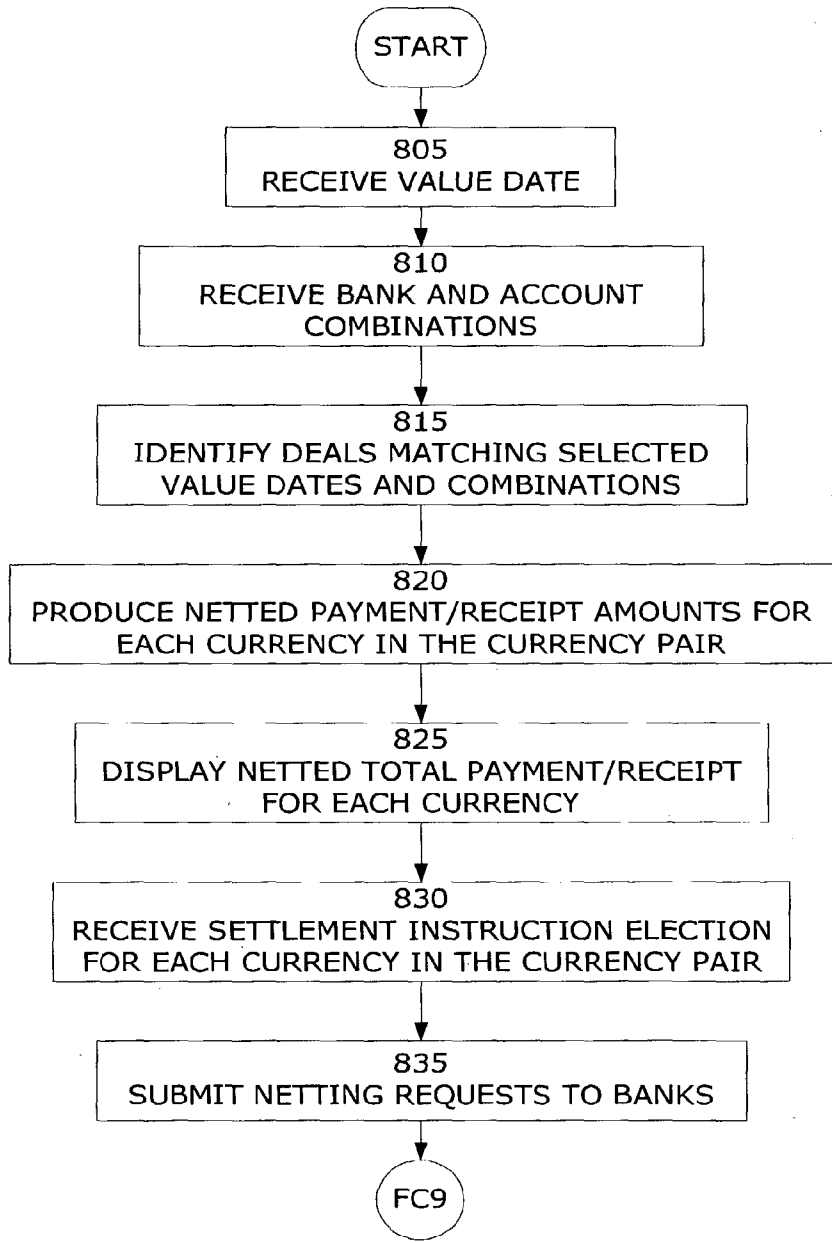 START
805
RECEIVE VALUE DATE
810
RECEIVE BANK AND ACCOUNT
COMBINATIONS
815
IDENTIFY DEALS MATCHING SELECTED
VALUE DATES AND COMBINATIONS
820
PRODUCE NETTED PAYMENT/RECEIPT AMOUNTS FOR
EACH CURRENCY IN THE CURRENCY PAIR
825
DISPLAY NETTED TOTAL PAYMENT/RECEIPT
FOR EACH CURRENCY
830
RECEIVE SETTLEMENT INSTRUCTION ELECTION
FOR EACH CURRENCY IN THE CURRENCY PAIR
835
SUBMIT NETTING REQUESTS TO BANKS
FC9